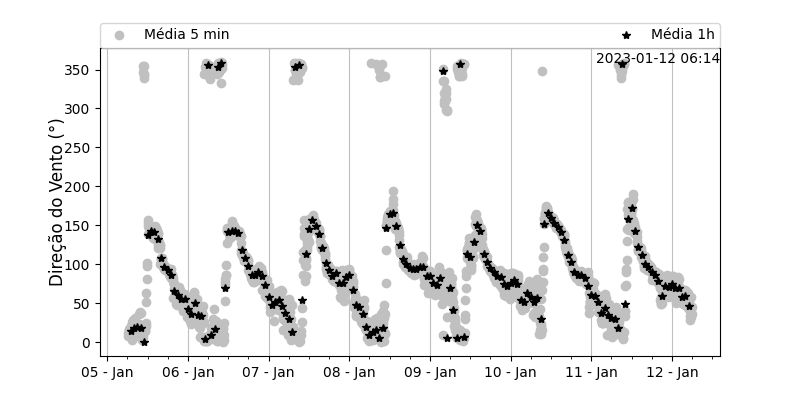 Média 5 min
Média 1h
2023-01-12 06:14
Direção do Vento (°)
350
300
250
200
150
100
50
0
05 - Jan
06 - Jan
07 - Jan
08 - Jan
09 - Jan
10 - Jan
11 - Jan
12 - Jan